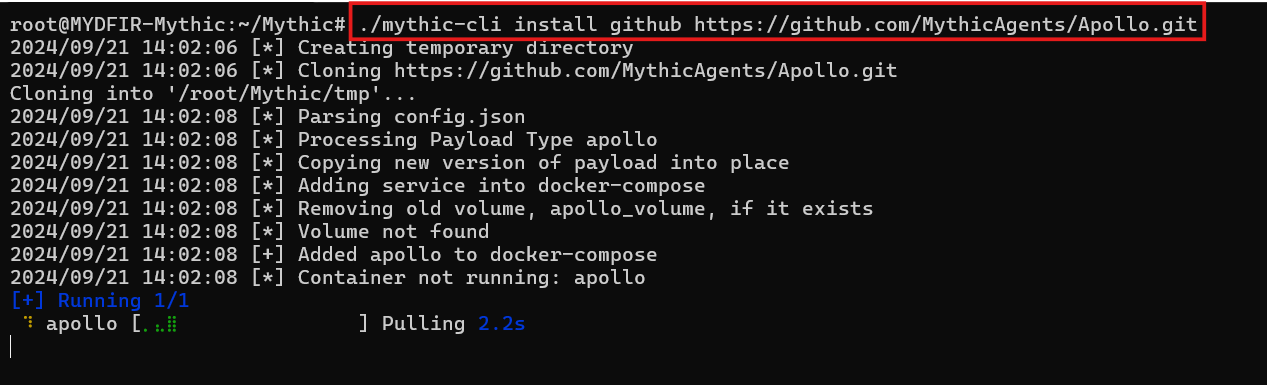 root@MYDFIR-Mythic:~/Mythic# ./mythic-cli install github https://github.com/MythicAgents/Apollo.git
2024/09/21 14:02:06 [*] Creating temporary directory
2024/09/21 14:02:06 [*] Cloning https://github.com/MythicAgents/Apollo.git
Cloning into '/root/Mythic/tmp'...
2024/09/21 14:02:08 [*] Parsing config.json
2024/09/21 14:02:08 [*] Processing Payload Type apollo
2024/09/21 14:02:08 [*] Copying new version of payload into place
2024/09/21 14:02:08 [*] Adding service into docker-compose
2024/09/21 14:02:08 [*] Removing old volume, apollo_volume, if it exists
2024/09/21 14:02:08 [*] Volume not found
2024/09/21 14:02:08 [+] Added apollo to docker-compose
2024/09/21 14:02:08 [*] Container not running: apollo
[+] Running 1/1
⠹ apollo [⡀⣄⣿               ] Pulling 2.2s